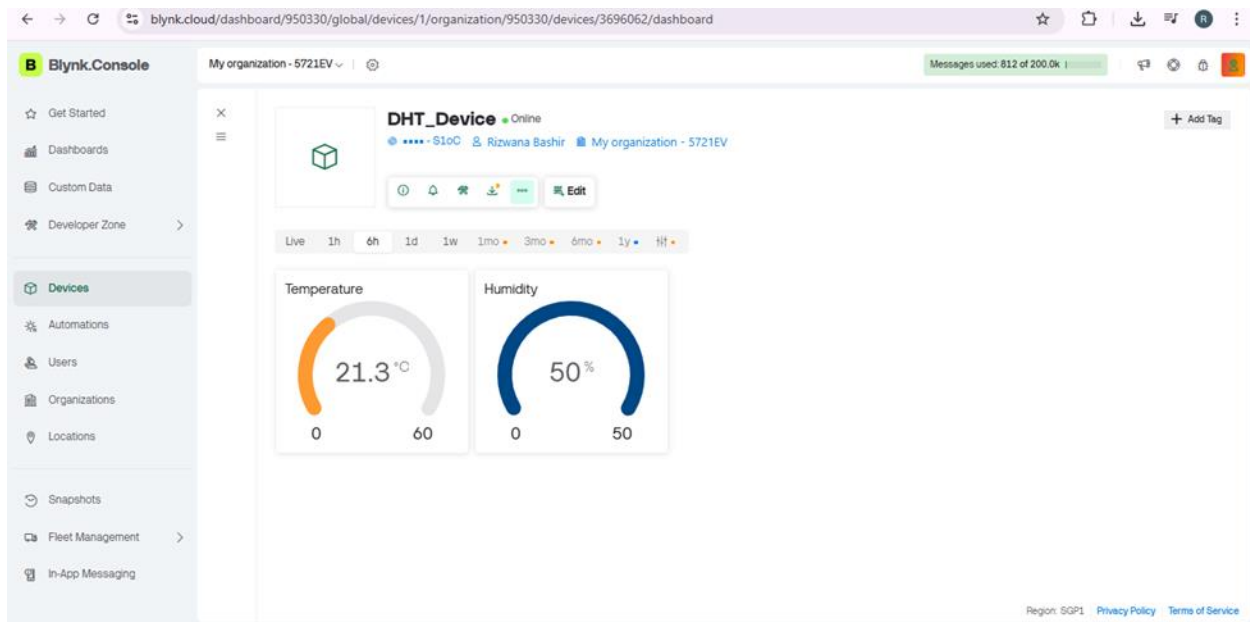 blynk.cloud/dashboard/950330/global/devices/1/organization/950330/devices/3696062/dashboard
R
B Blynk.Console
My organization - 5721EV
Messages used: 812 of 200.0k
Get Started
Dashboards
Custom Data
Developer Zone
Devices
Automations
Users
Organizations
Locations
Snapshots
Fleet Management
In-App Messaging
DHT_Device Online
•••• - S1oC Rizwana Bashir My organization - 5721EV
+ Add Tag
Edit
Live 1h 6h 1d 1w 1mo 3mo 6mo 1y
Temperature
21.3 °C
0 60
Humidity
50 %
0 50
Region: SGP1 Privacy Policy Terms of Service